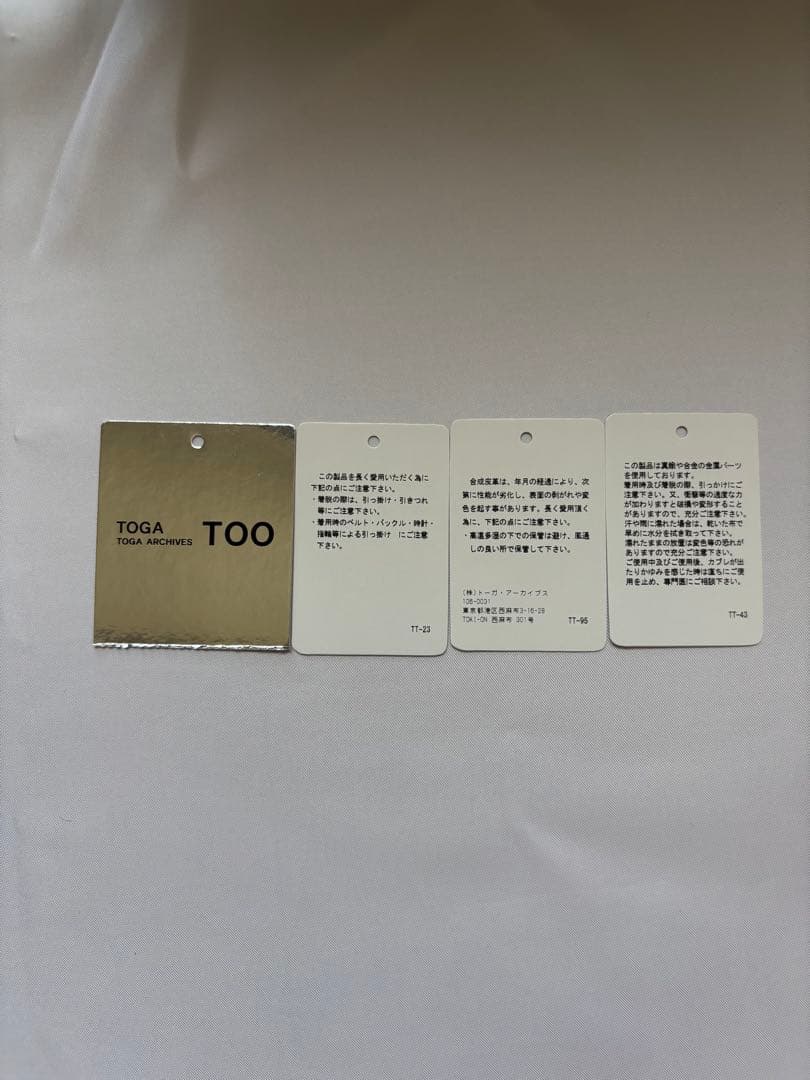 TOGA
TOGA ARCHIVES
TOO
この製品を長く愛用いただく為に
下記の点にご注意下さい。
・着脱の際は、引っ掛け・引きつれ
等にご注意下さい。
・着用時のベルト・バックル・時計・
指輪等による引っ掛け にご注意
下さい。
TT-23
合成皮革は、年月の経過により、次
第に性能が劣化し、表面の剥がれや変
色を起す事があります。長く愛用頂く
為に、下記の点にご注意下さい。
・高温多湿の下での保管は避け、風通
しの良い所で保管して下さい。
(株)トーガ・アーカイブス
106-0031
東京都港区西麻布3-16-28
TOKI-ON 西麻布 301号
TT-95
この製品は真鍮や合金の金属パーツ
を使用しております。
着用時及び着脱の際、引っかけにご
注意下さい。又、衝撃等の過度な力
が加わりますと破損や変形すること
がありますので、充分ご注意下さい。
汗や雨に濡れた場合は、乾いた布で
早めに水分を拭き取って下さい。
濡れたままの放置は変色等の恐れが
ありますので充分ご注意下さい。
ご使用中及びご使用後、カブレが出
たりかゆみを感じた時は直ちにご使
用を止め、専門医にご相談下さい。
TT-43